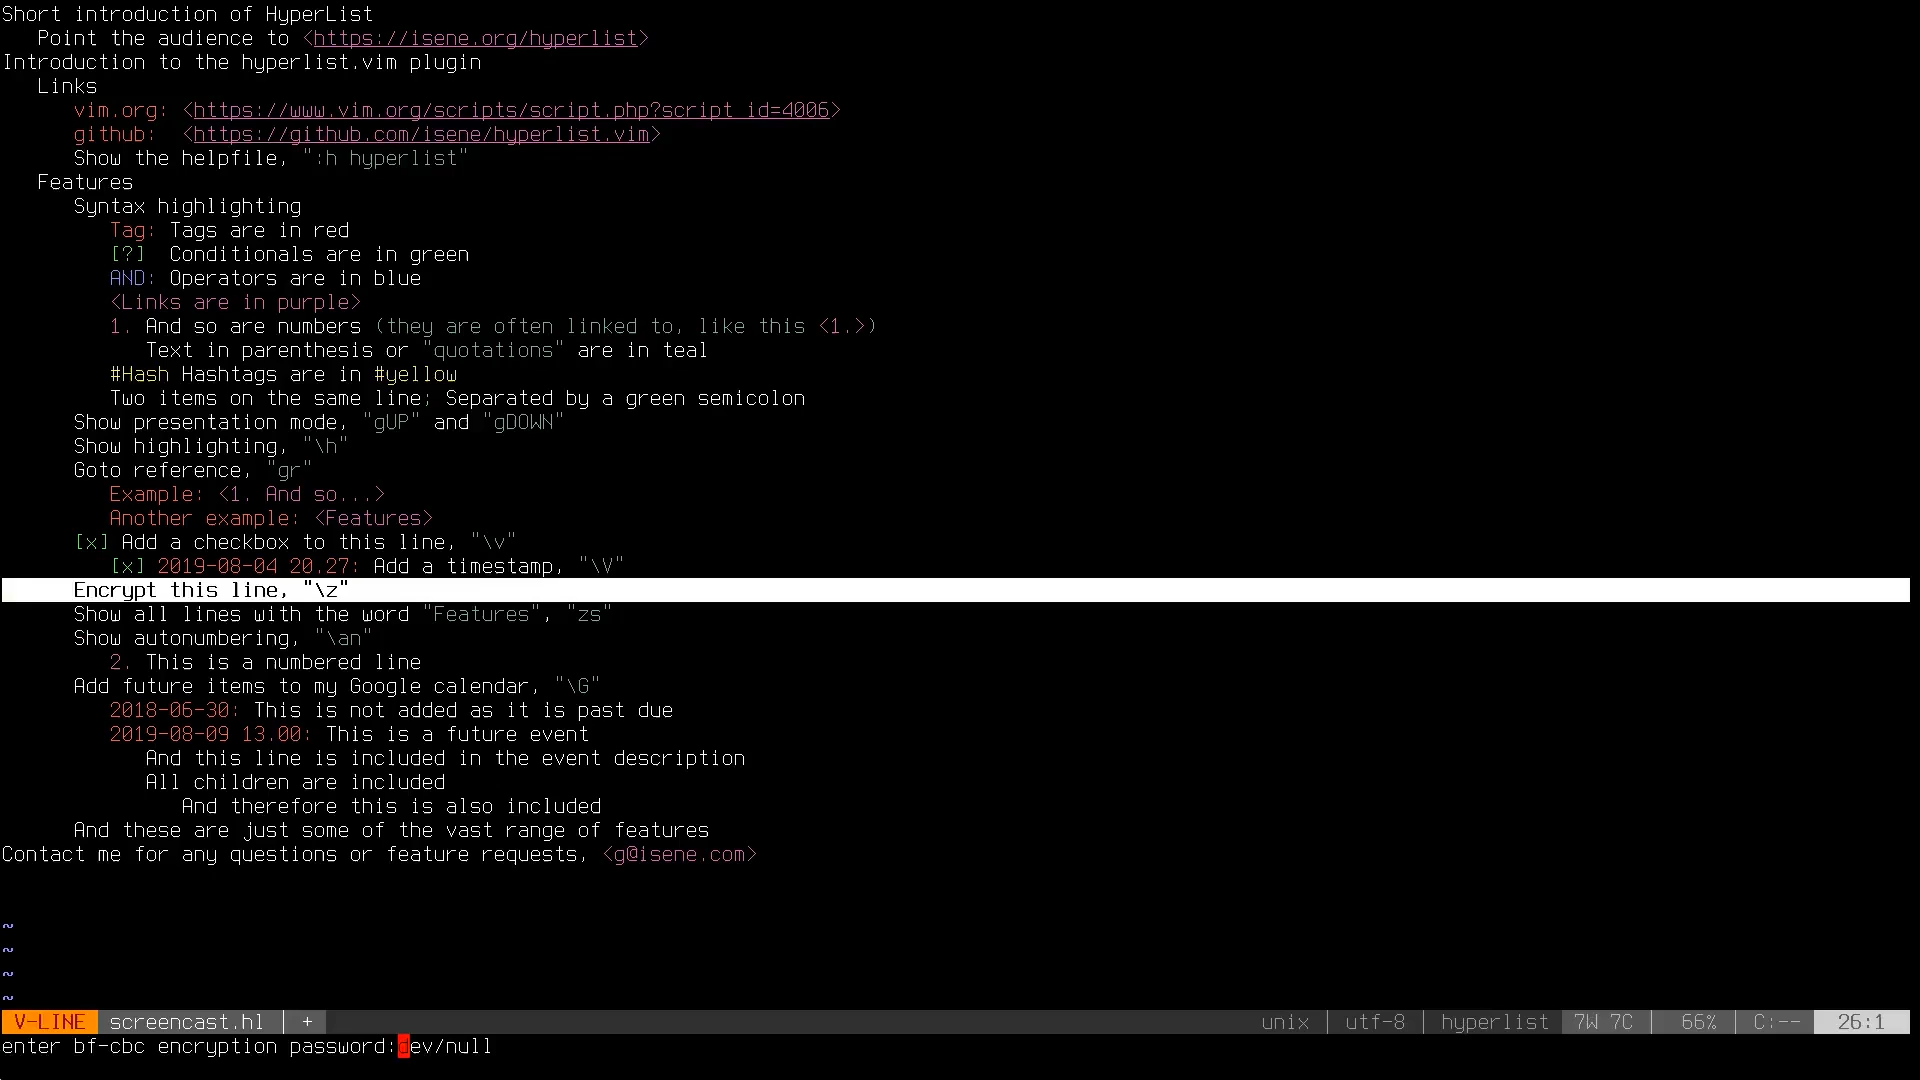 Short introduction of HyperList
Point the audience to <https://isene.org/hyperlist>
Introduction to the hyperlist.vim plugin
Links
vim.org: <https://www.vim.org/scripts/script.php?script_id=4006>
github:  <https://github.com/isene/hyperlist.vim>
Show the helpfile, ":h hyperlist"
Features
Syntax highlighting
Tag: Tags are in red
[?]  Conditionals are in green
AND: Operators are in blue
<Links are in purple>
1. And so are numbers (they are often linked to, like this <1.>)
Text in parenthesis or "quotations" are in teal
#Hash Hashtags are in #yellow
Two items on the same line; Separated by a green semicolon
Show presentation mode, "gUP" and "gDOWN"
Show highlighting, "\h"
Goto reference, "gr"
Example: <1. And so...>
Another example: <Features>
[x] Add a checkbox to this line, "\v"
[x] 2019-08-04 20.27: Add a timestamp, "\V"
Encrypt this line, "\z"
Show all lines with the word "Features", "zs"
Show autonumbering, "\an"
2. This is a numbered line
Add future items to my Google calendar, "\G"
2018-06-30: This is not added as it is past due
2019-08-09 13.00: This is a future event
And this line is included in the event description
All children are included
And therefore this is also included
And these are just some of the vast range of features
Contact me for any questions or feature requests, <g@isene.com>
~
~
~
~
V-LINE screencast.hl | + unix | utf-8 | hyperlist 7W 7C | 66% | C:-- 26:1
enter bf-cbc encryption password:dev/null